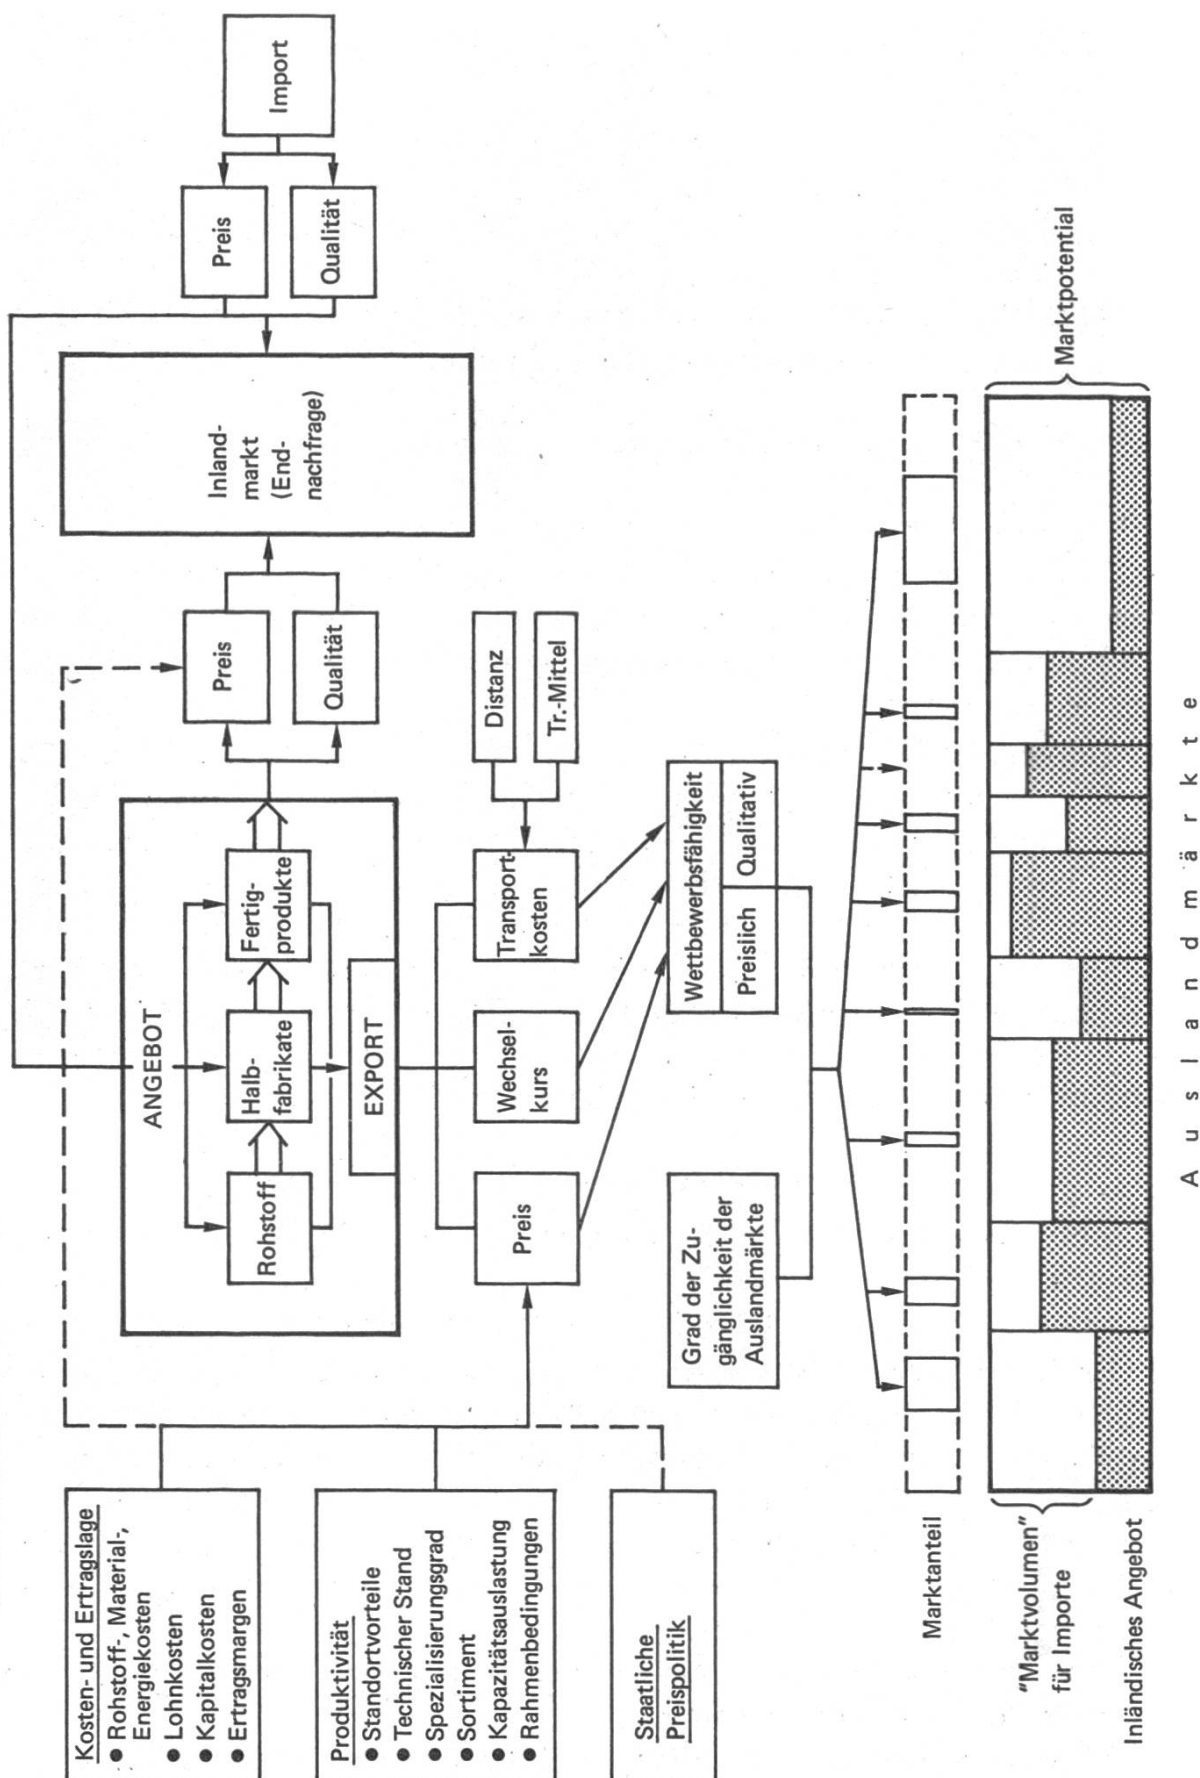 Kosten- und Ertragslage
● Rohstoff-, Material-,
Energiekosten
● Lohnkosten
● Kapitalkosten
● Ertragsmargen
Produktivität
● Standortvorteile
● Technischer Stand
● Spezialisierungsgrad
● Sortiment
● Kapazitätsauslastung
● Rahmenbedingungen
Staatliche
Preispolitik
ANGEBOT
Rohstoff
Halb-
fabrikate
Fertig-
produkte
EXPORT
Preis
Qualität
Inland-
markt
(End-
nachfrage)
Preis
Qualität
Import
Preis
Wechsel-
kurs
Transport-
kosten
Distanz
Tr.-Mittel
Grad der Zu-
gänglichkeit der
Auslandmärkte
Wettbewerbsfähigkeit
Preislich
Qualitativ
Marktanteil
"Marktvolumen"
für Importe
Inländisches Angebot
Marktpotential
Auslandmärkte